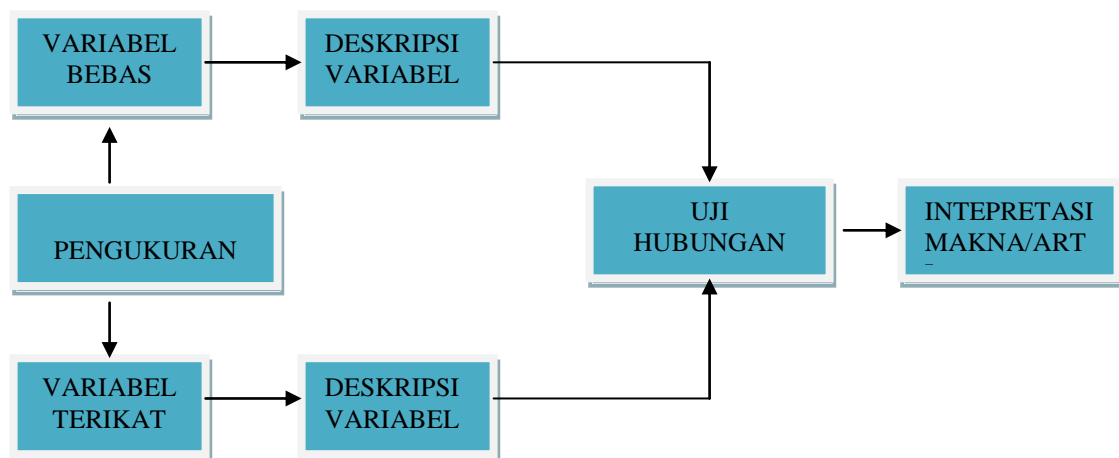 VARIABEL
BEBAS
DESKRIPSI
VARIABEL
PENGUKURAN
UJI
HUBUNGAN
INTEPRETASI
MAKNA/ART
VARIABEL
TERIKAT
DESKRIPSI
VARIABEL